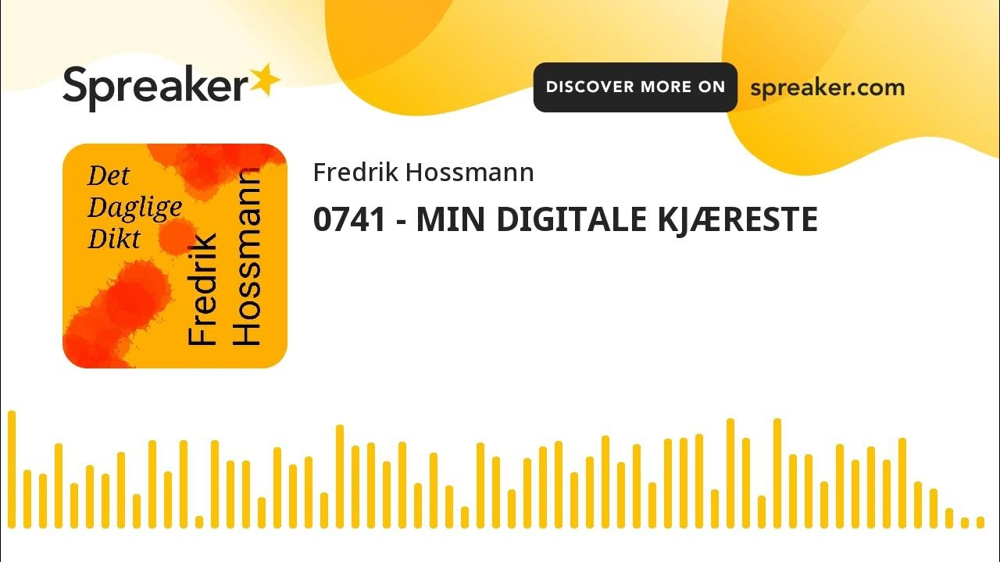 Spreaker
DISCOVER MORE ON
spreaker.com
Det
Daglige
Dikt
Fredrik
Hossmann
Fredrik Hossmann
0741 - MIN DIGITALE KJÆRESTE